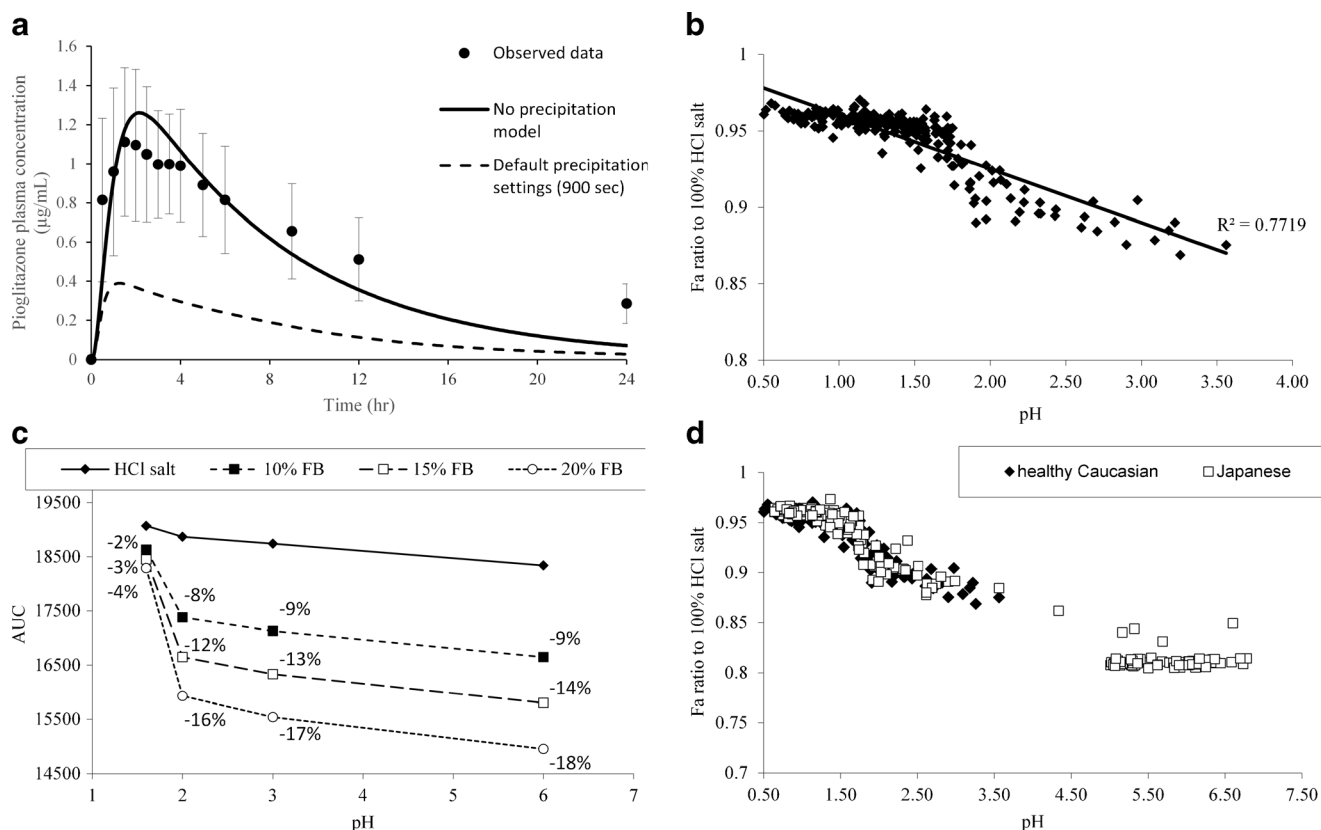 a
1.6
1.4
1.2
1
0.8
0.6
0.4
0.2
0
0 4 8 12 16 20 24
Pioglitazone plasma concentration
(µg/mL)
Time (hr)
Observed data
No precipitation
model
Default precipitation
settings (900 sec)
b
1
0.95
0.9
0.85
0.8
0.50 1.00 1.50 2.00 2.50 3.00 3.50 4.00
Fa ratio to 100% HCl salt
pH
R² = 0.7719
c
HCl salt 10% FB 15% FB 20% FB
19500
18500
17500
16500
15500
14500
1 2 3 4 5 6 7
AUC
pH
-2%
-3%
-4%
-8%
-9%
-9%
-12%
-13%
-14%
-16%
-17%
-18%
d
healthy Caucasian Japanese
1
0.95
0.9
0.85
0.8
0.75
0.7
0.50 1.50 2.50 3.50 4.50 5.50 6.50 7.50
Fa ratio to 100% HCl salt
pH